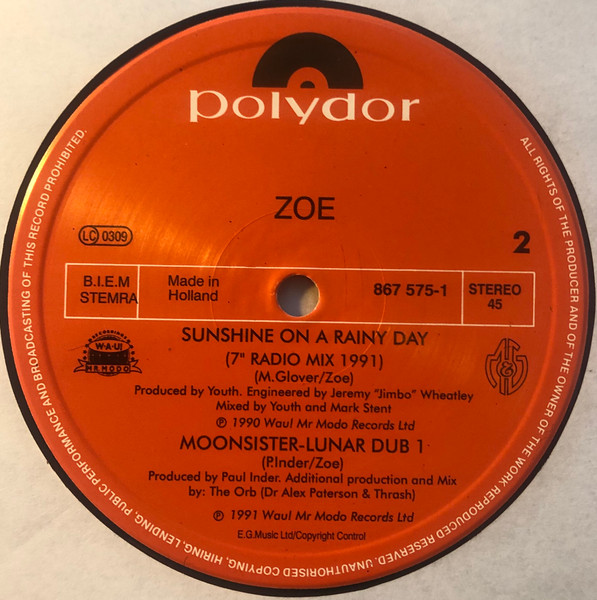 polydor
ZOE
LC 0309
2
B.I.E.M
STEMRA
Made in
Holland
867 575-1
STEREO
45
SUNSHINE ON A RAINY DAY
(7" RADIO MIX 1991)
(M.Glover/Zoe)
Produced by Youth. Engineered by Jeremy "Jimbo" Wheatley
Mixed by Youth and Mark Stent
℗ 1990 Wau! Mr Modo Records Ltd
MOONSISTER-LUNAR DUB 1
(P.Inder/Zoe)
Produced by Paul Inder. Additional production and Mix
by: The Orb (Dr Alex Paterson & Thrash)
℗ 1991 Wau! Mr Modo Records Ltd
E.G.Music Ltd/Copyright Control
RECORDINGS
W·A·U!
MR.MODO
M&G
ALL RIGHTS OF THE PRODUCER AND OF THE OWNER OF THE WORK REPRODUCED RESERVED. UNAUTHORISED COPYING, HIRING, LENDING, PUBLIC PERFORMANCE AND BROADCASTING OF THIS RECORD PROHIBITED.